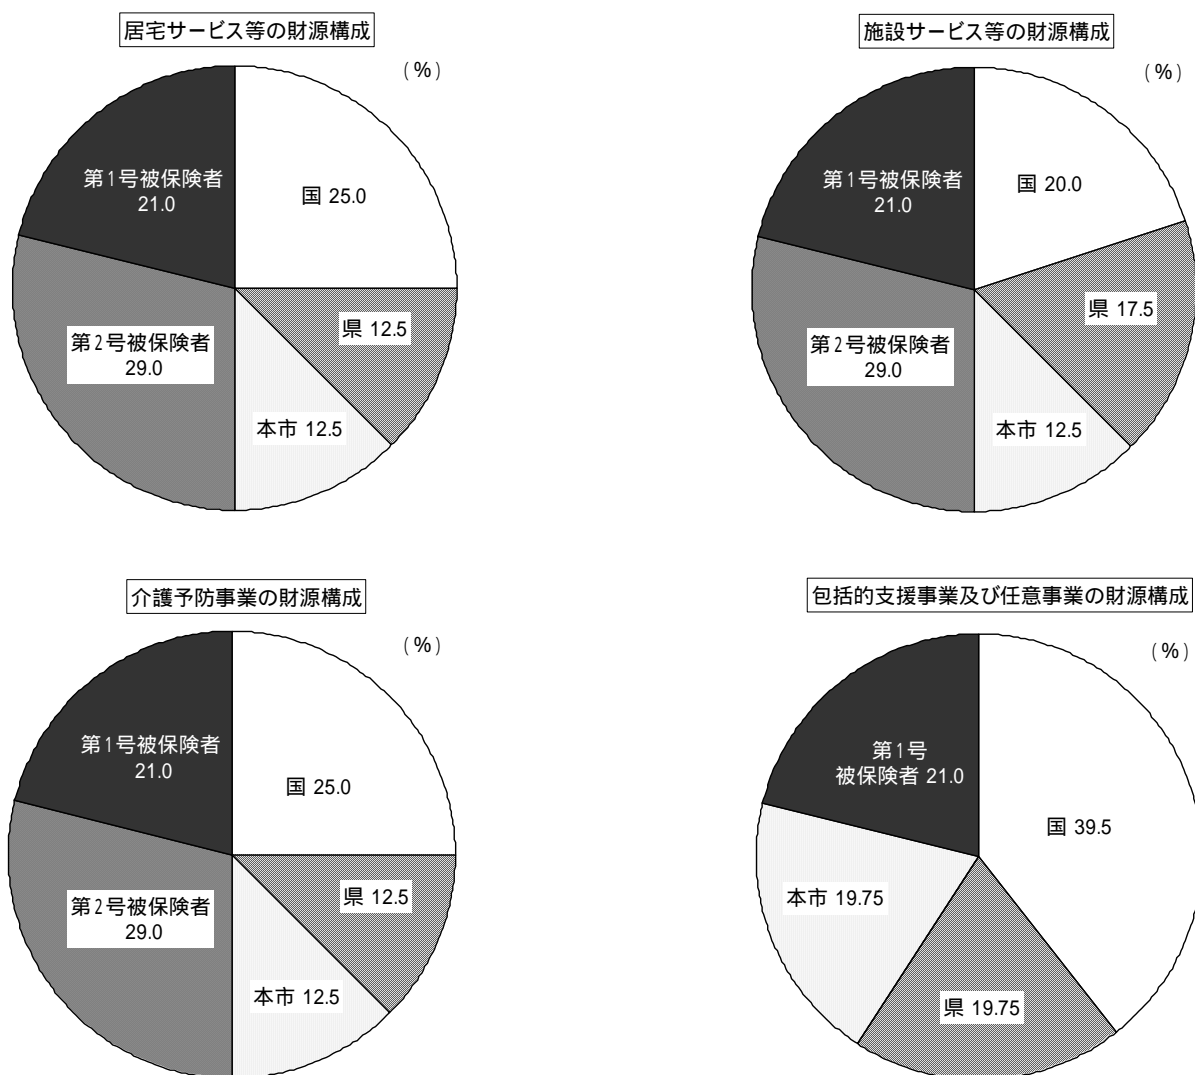 居宅サービス等の財源構成
(%)
国 25.0
県 12.5
本市 12.5
第2号被保険者
29.0
第1号被保険者
21.0
施設サービス等の財源構成
(%)
国 20.0
県 17.5
本市 12.5
第2号被保険者
29.0
第1号被保険者
21.0
介護予防事業の財源構成
(%)
国 25.0
県 12.5
本市 12.5
第2号被保険者
29.0
第1号被保険者
21.0
包括的支援事業及び任意事業の財源構成
(%)
国 39.5
県 19.75
本市 19.75
第1号
被保険者 21.0